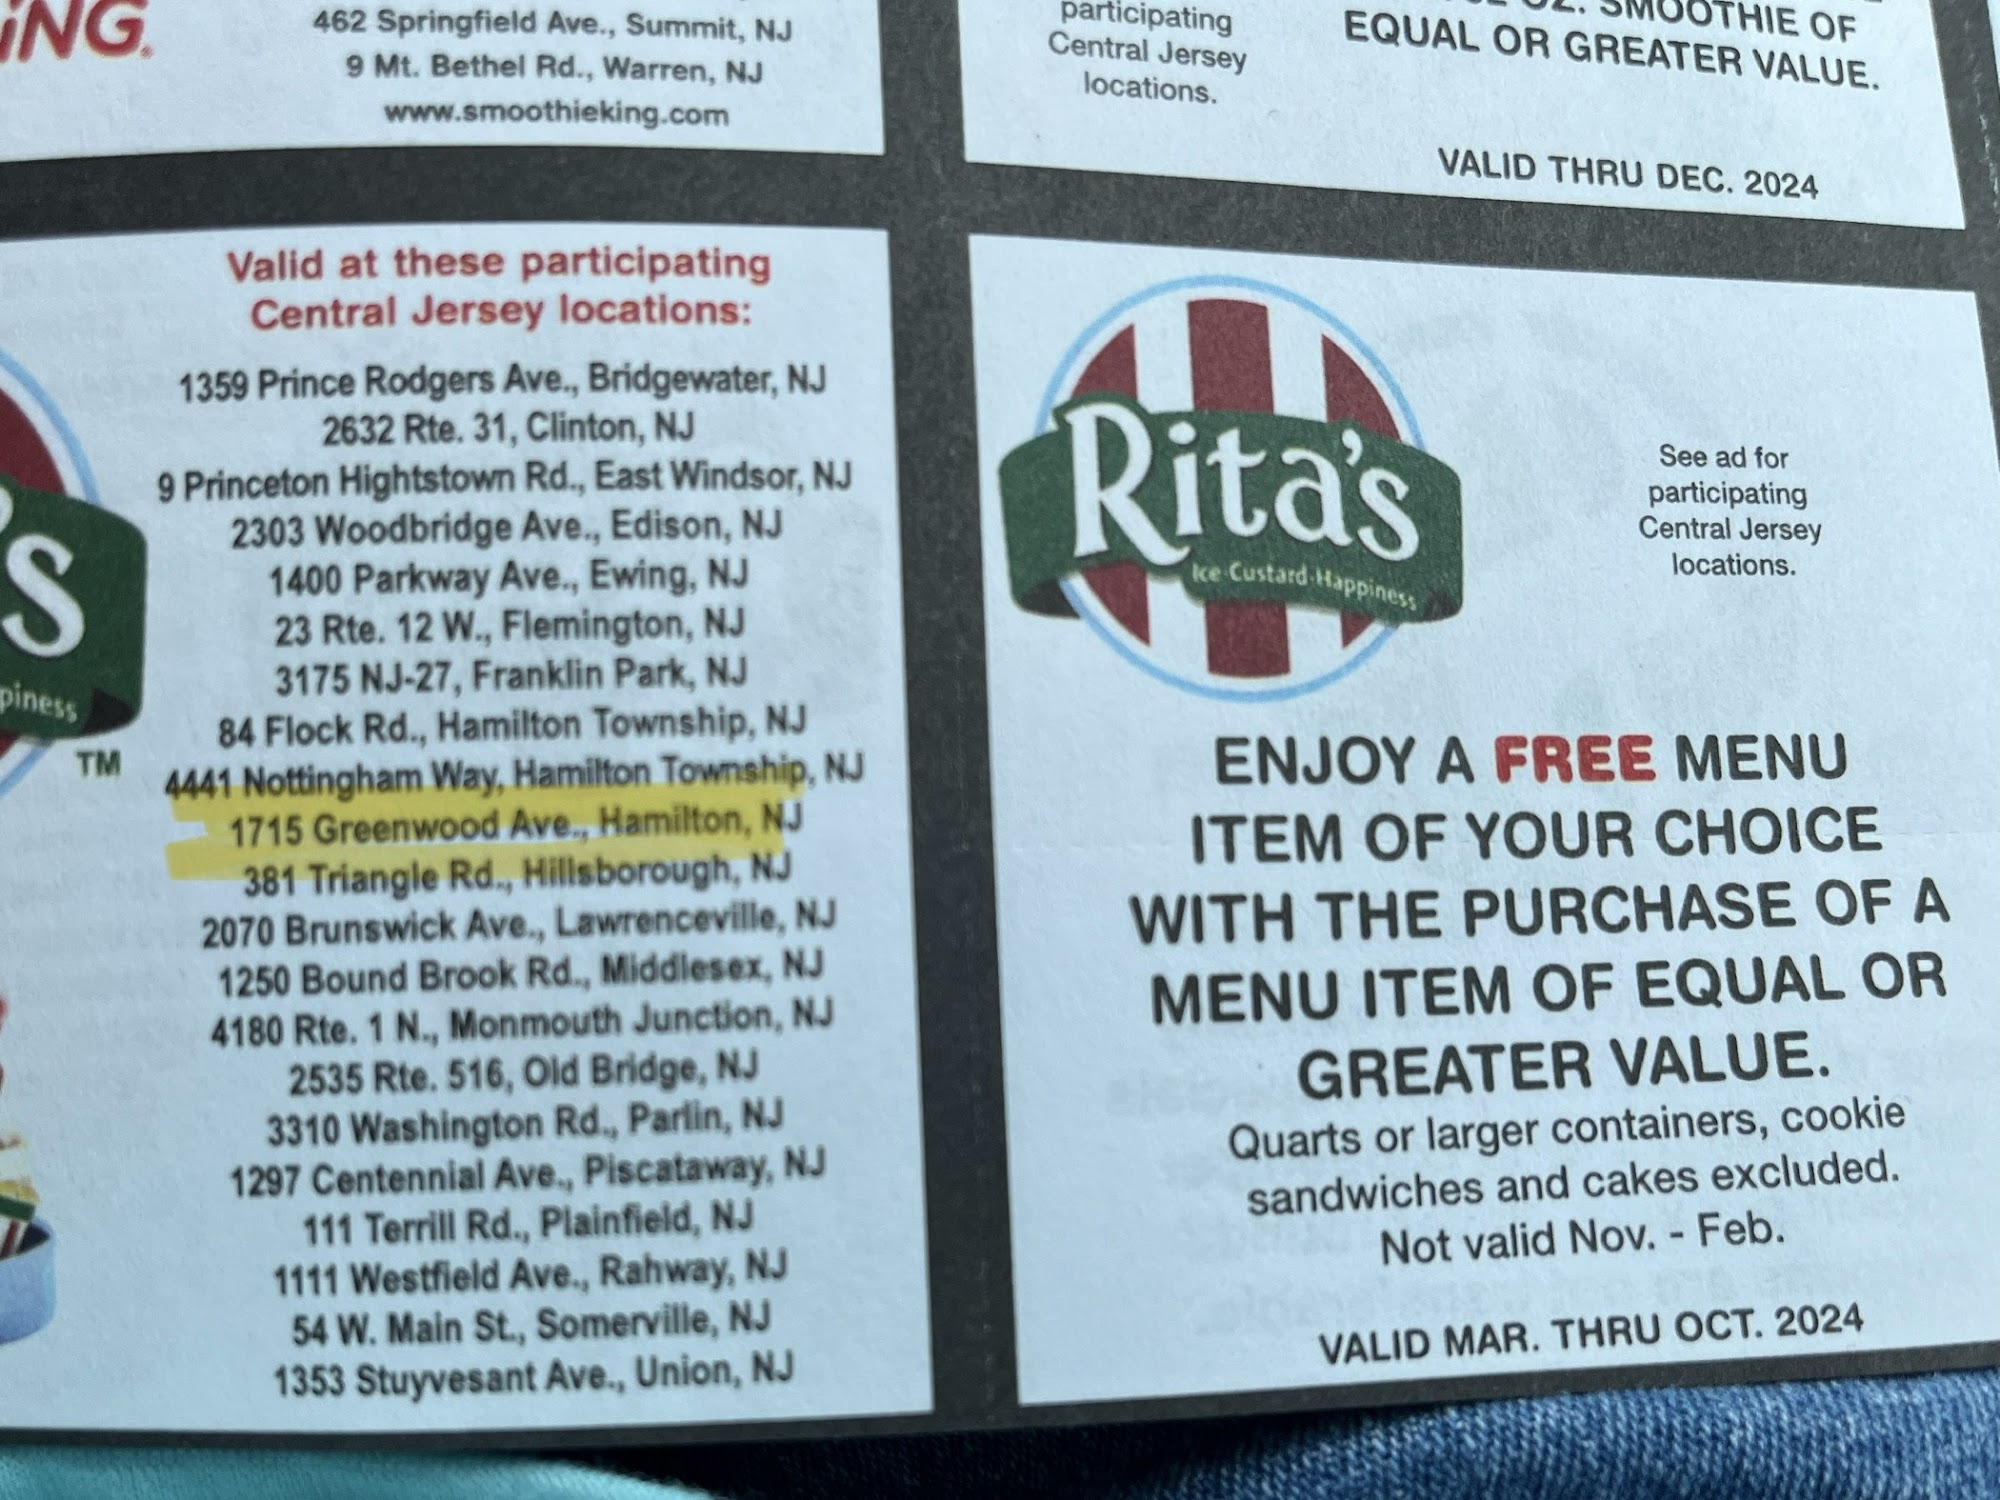 iNG
462 Springfield Ave., Summit, NJ
9 Mt. Bethel Rd., Warren, NJ
www.smoothieking.com
participating
Central Jersey
locations.
OZ. SMOOTHIE OF
EQUAL OR GREATER VALUE.
VALID THRU DEC. 2024
's
piness
TM
Valid at these participating
Central Jersey locations:
1359 Prince Rodgers Ave., Bridgewater, NJ
2632 Rte. 31, Clinton, NJ
9 Princeton Hightstown Rd., East Windsor, NJ
2303 Woodbridge Ave., Edison, NJ
1400 Parkway Ave., Ewing, NJ
23 Rte. 12 W., Flemington, NJ
3175 NJ-27, Franklin Park, NJ
84 Flock Rd., Hamilton Township, NJ
4441 Nottingham Way, Hamilton Township, NJ
1715 Greenwood Ave., Hamilton, NJ
381 Triangle Rd., Hillsborough, NJ
2070 Brunswick Ave., Lawrenceville, NJ
1250 Bound Brook Rd., Middlesex, NJ
4180 Rte. 1 N., Monmouth Junction, NJ
2535 Rte. 516, Old Bridge, NJ
3310 Washington Rd., Parlin, NJ
1297 Centennial Ave., Piscataway, NJ
111 Terrill Rd., Plainfield, NJ
1111 Westfield Ave., Rahway, NJ
54 W. Main St., Somerville, NJ
1353 Stuyvesant Ave., Union, NJ
Rita's
Ice·Custard·Happiness
See ad for
participating
Central Jersey
locations.
ENJOY A FREE MENU
ITEM OF YOUR CHOICE
WITH THE PURCHASE OF A
MENU ITEM OF EQUAL OR
GREATER VALUE.
Quarts or larger containers, cookie
sandwiches and cakes excluded.
Not valid Nov. - Feb.
VALID MAR. THRU OCT. 2024